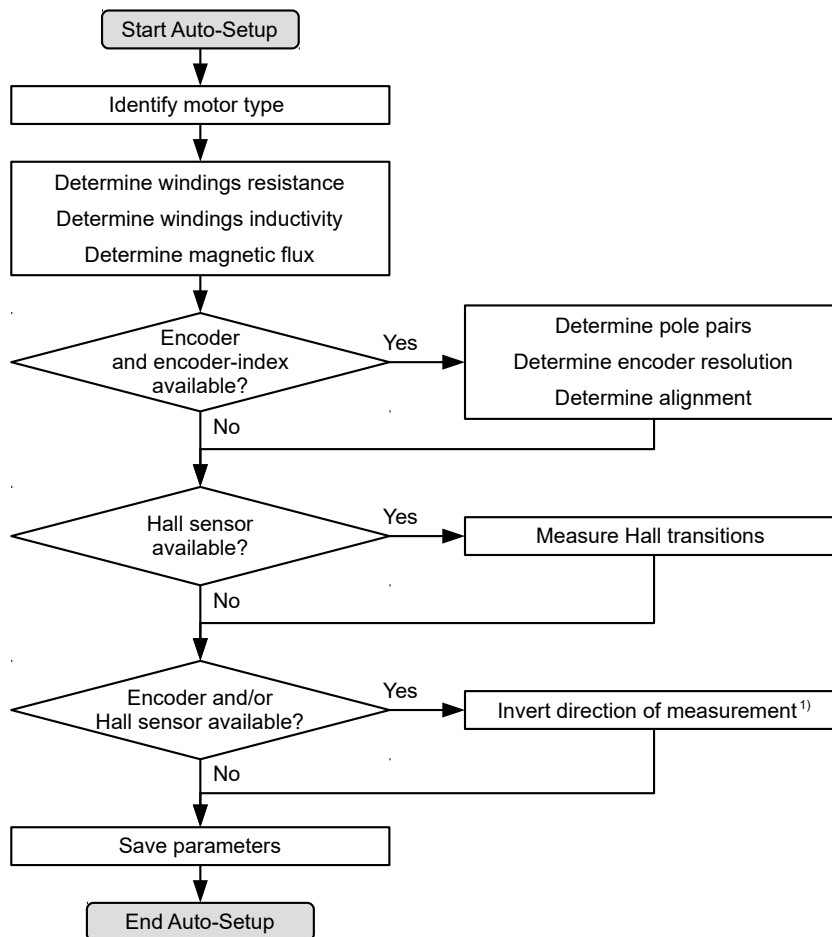 Start Auto-Setup
Identify motor type
Determine windings resistance
Determine windings inductivity
Determine magnetic flux
Encoder
and encoder-index
available?
Yes
Determine pole pairs
Determine encoder resolution
Determine alignment
No
Hall sensor
available?
Yes
Measure Hall transitions
No
Encoder and/or
Hall sensor available?
Yes
Invert direction of measurement 1)
No
Save parameters
End Auto-Setup